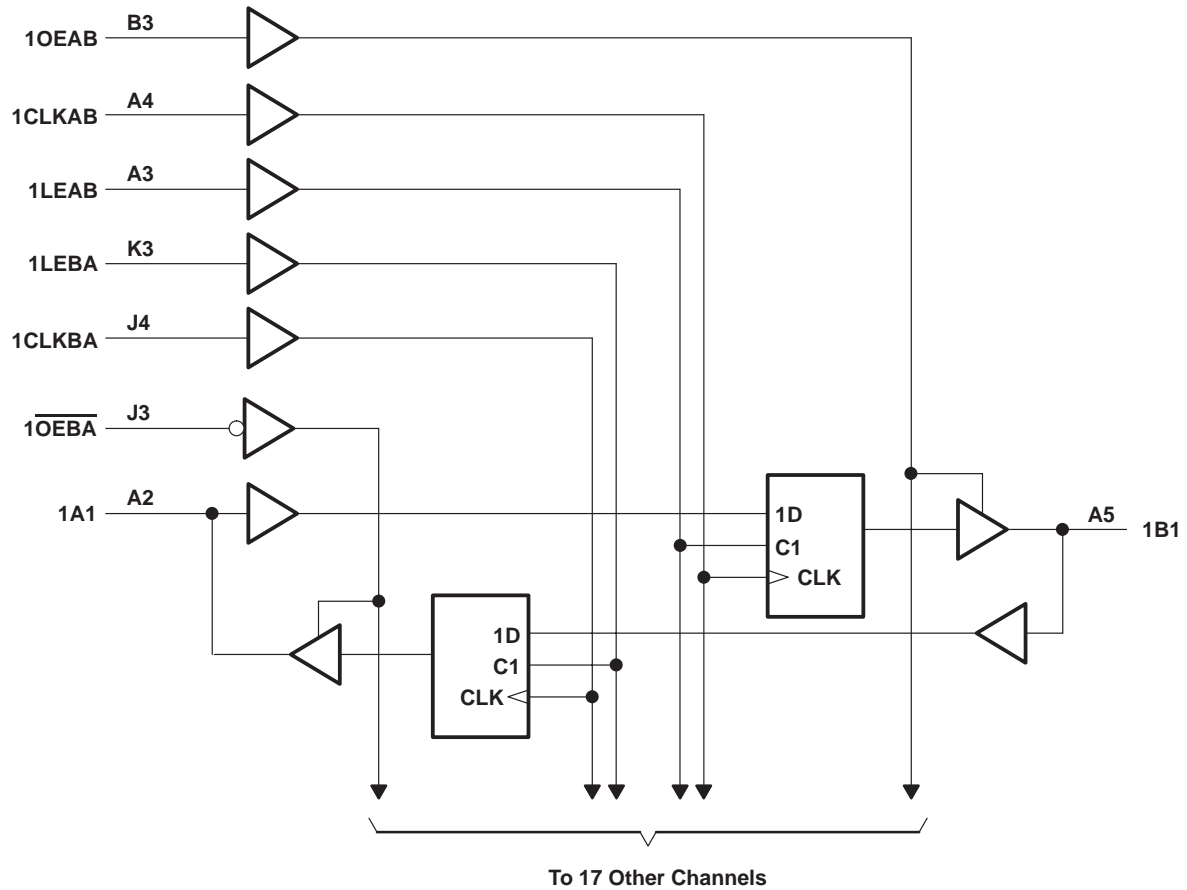 1OEAB B3
1CLKAB A4
1LEAB A3
1LEBA K3
1CLKBA J4
1O̅E̅B̅A̅ J3
1A1 A2
1D
C1
CLK
A5 1B1
1D
C1
CLK
To 17 Other Channels